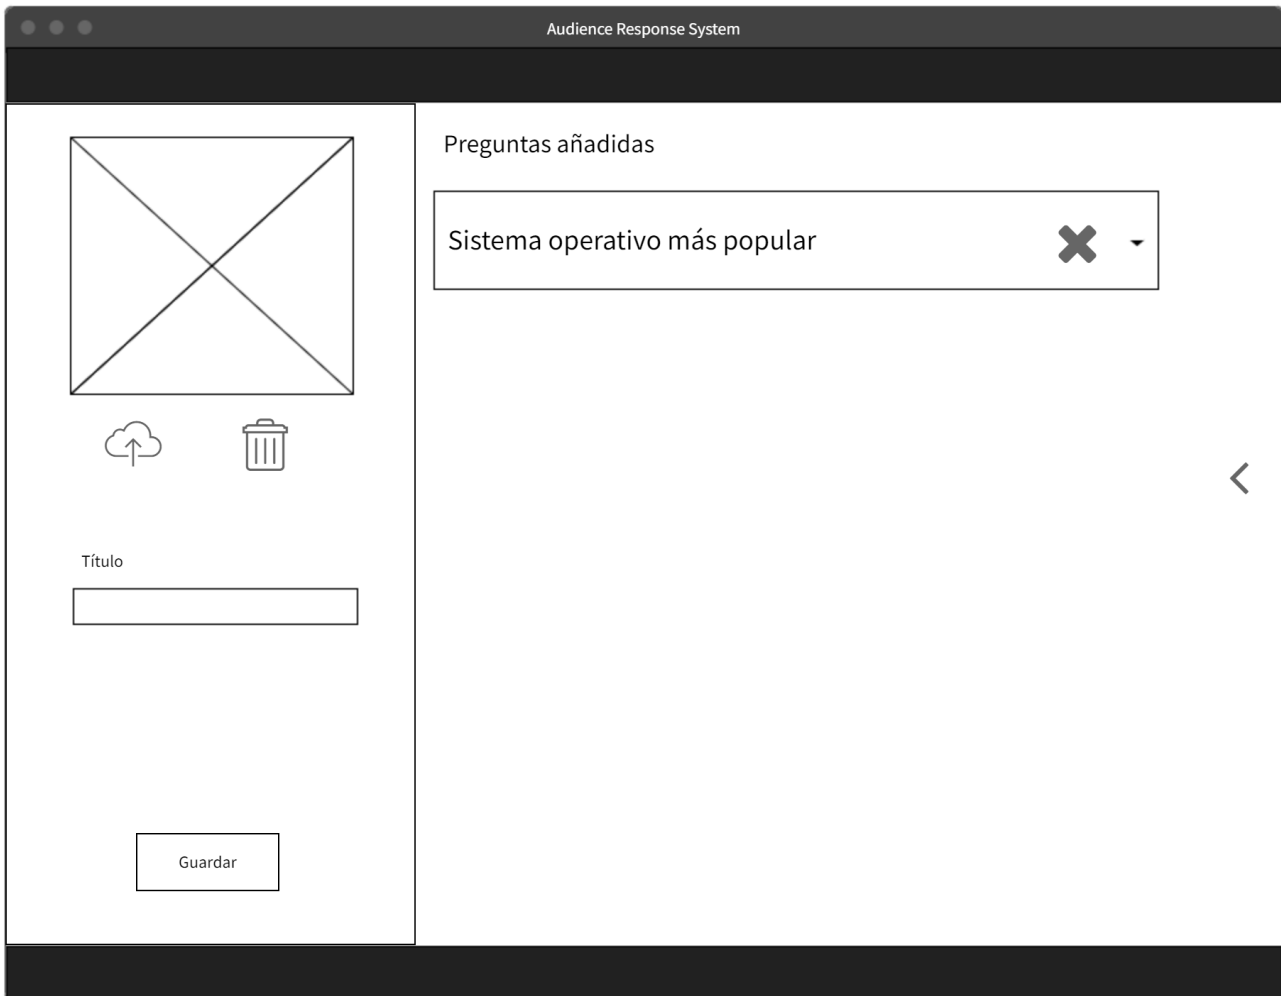 Audience Response System
Preguntas añadidas
Sistema operativo más popular
Título
Guardar